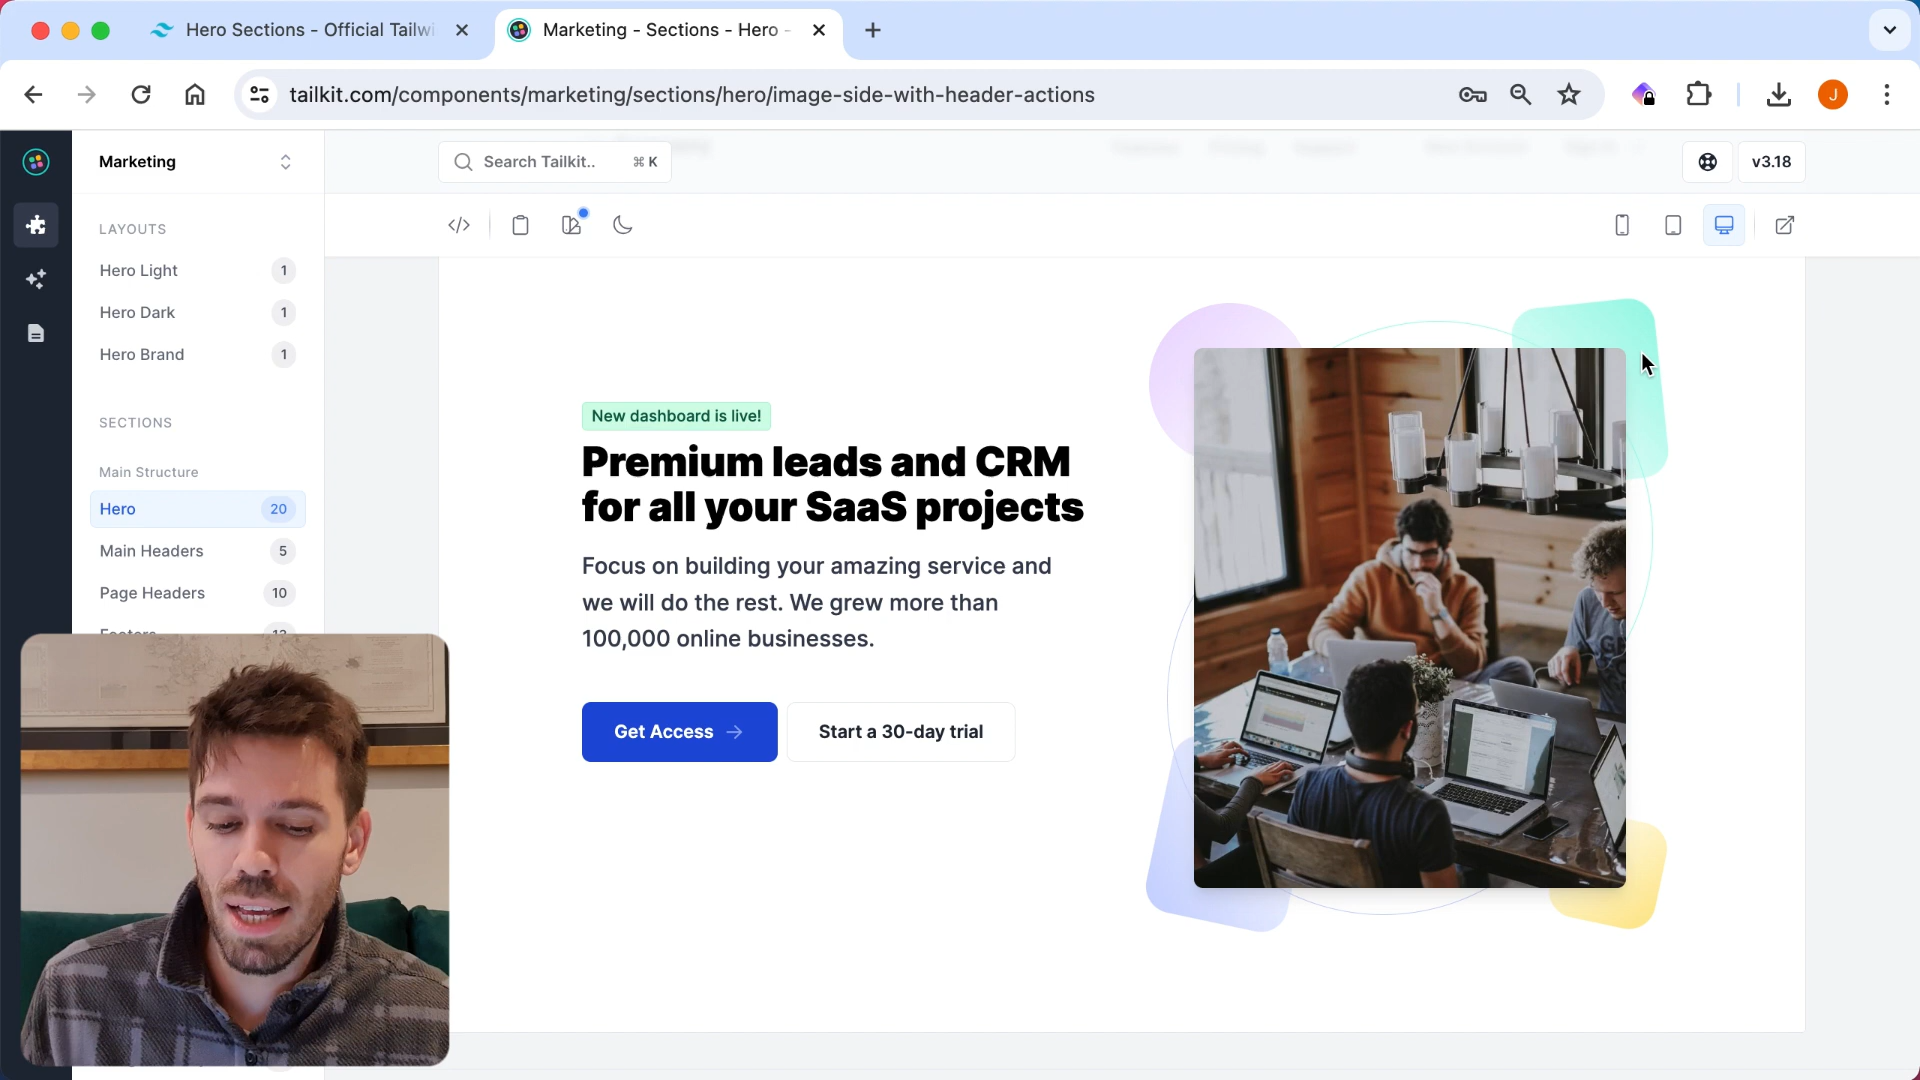 Hero Sections - Official Tailwi
Marketing - Sections - Hero -
tailkit.com/components/marketing/sections/hero/image-side-with-header-actions
J
Marketing
Search Tailkit..
⌘ K
v3.18
LAYOUTS
Hero Light 1
Hero Dark 1
Hero Brand 1
SECTIONS
Main Structure
Hero 20
Main Headers 5
Page Headers 10
New dashboard is live!
Premium leads and CRM
for all your SaaS projects
Focus on building your amazing service and
we will do the rest. We grew more than
100,000 online businesses.
Get Access →
Start a 30-day trial